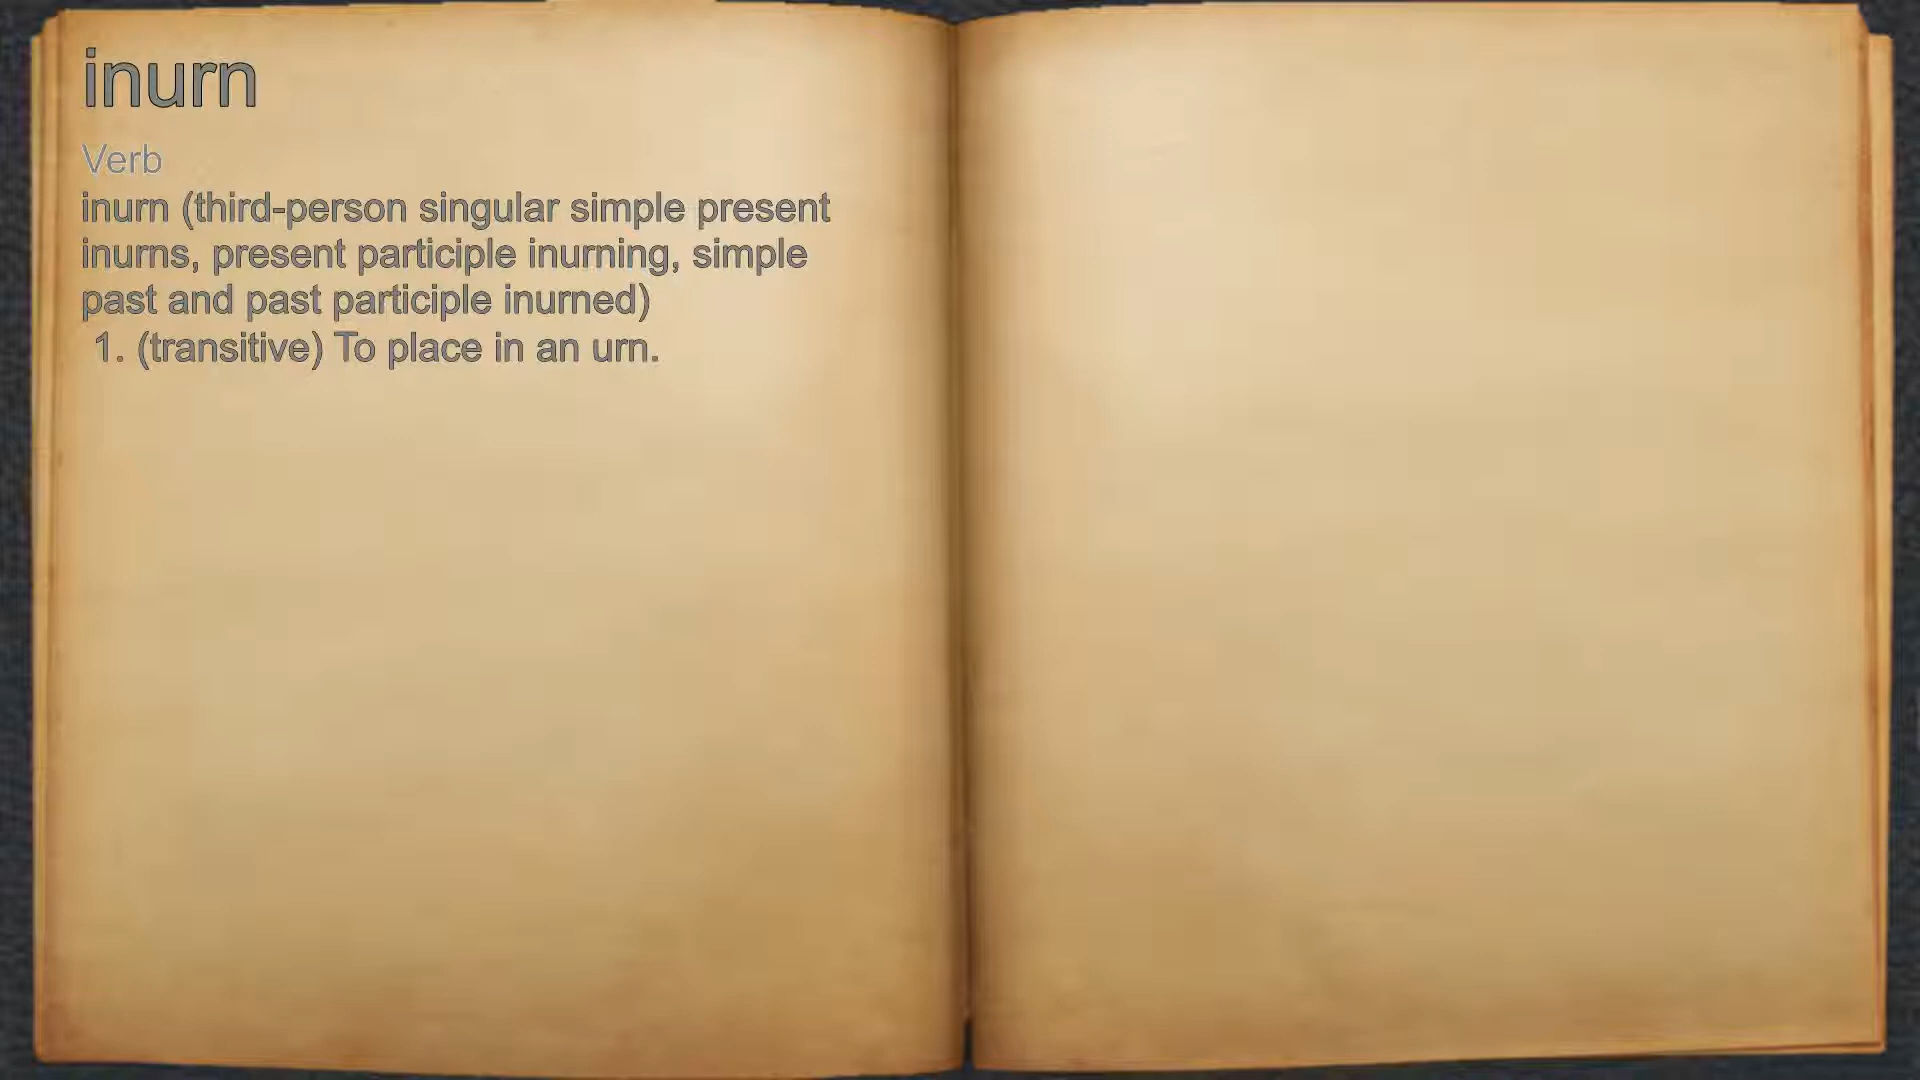 inurn
Verb
inurn (third-person singular simple present
inurns, present participle inurning, simple
past and past participle inurned)
1. (transitive) To place in an urn.